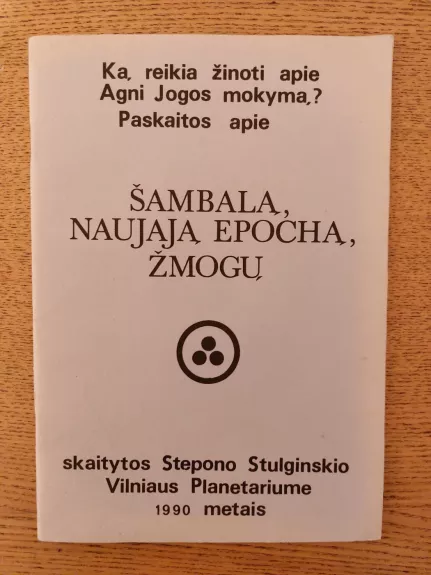 Ką reikia žinoti apie
Agni Jogos mokymą?
Paskaitos apie
ŠAMBALĄ,
NAUJĄJĄ EPOCHĄ,
ŽMOGŲ
skaitytos Stepono Stulginskio
Vilniaus Planetariume
1990 metais